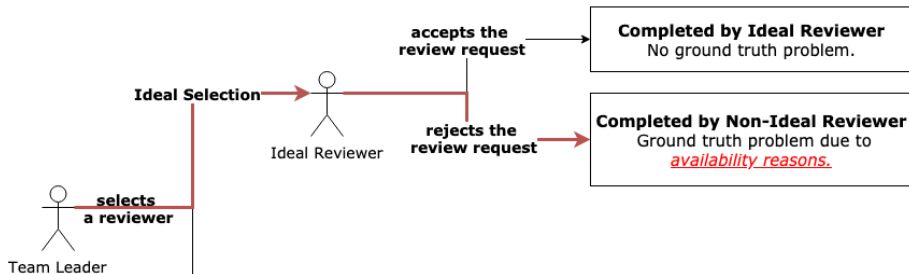 accepts the
review request
Completed by Ideal Reviewer
No ground truth problem.
Ideal Selection
Ideal Reviewer
rejects the
review request
Completed by Non-Ideal Reviewer
Ground truth problem due to
availability reasons.
selects
a reviewer
Team Leader